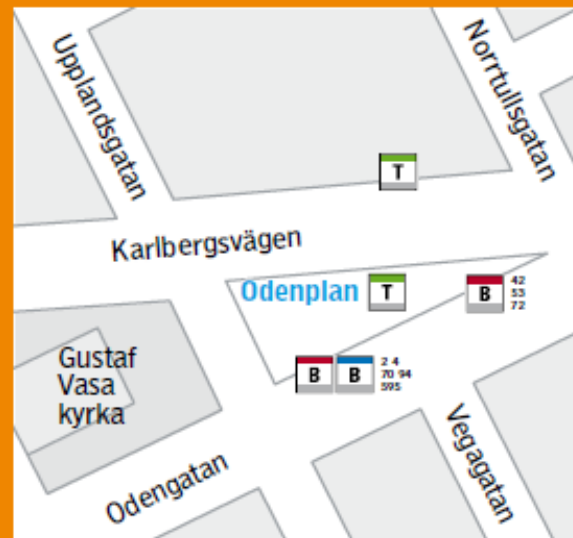 Upplandsgatan
Norrtullsgatan
T
Karlbergsvägen
Odenplan
T
B
42
53
72
Gustaf
Vasa
kyrka
B B
2 4
70 94
595
Vegagatan
Odengatan